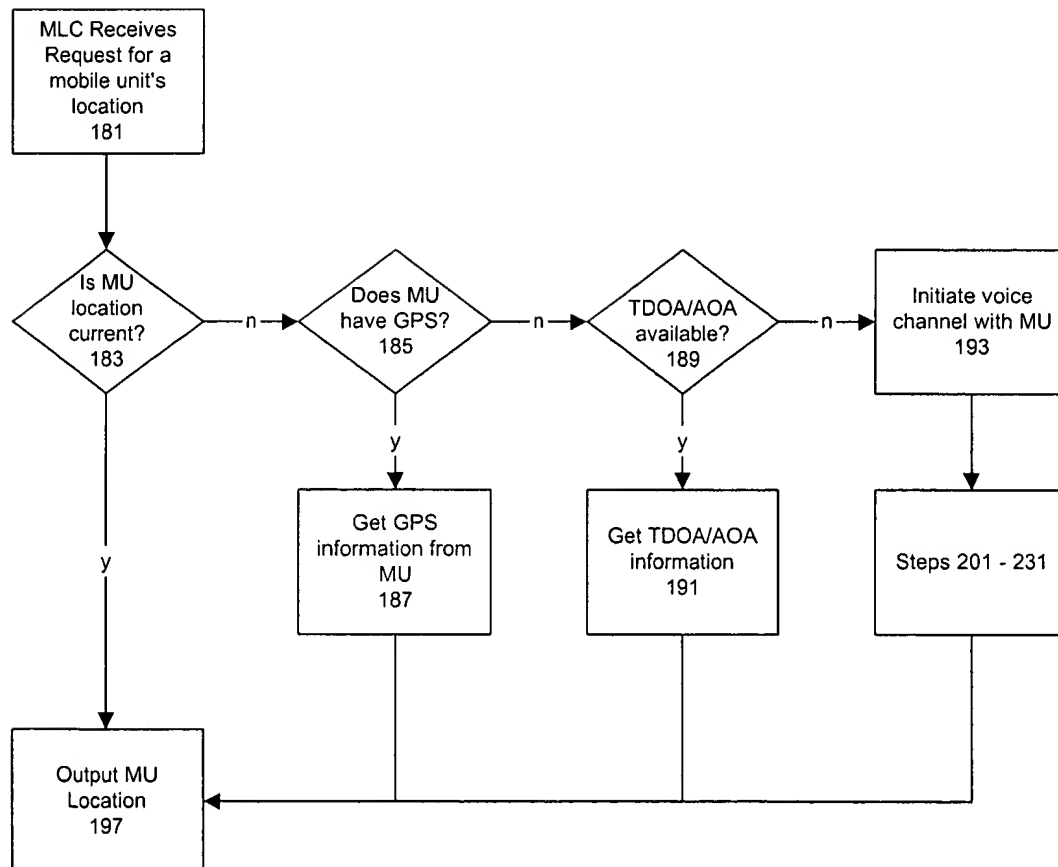 MLC Receives
Request for a
mobile unit's
location
181
Is MU
location
current?
183
n
Does MU
have GPS?
185
n
TDOA/AOA
available?
189
n
Initiate voice
channel with MU
193
y
y
y
Get GPS
information from
MU
187
Get TDOA/AOA
information
191
Steps 201 - 231
Output MU
Location
197